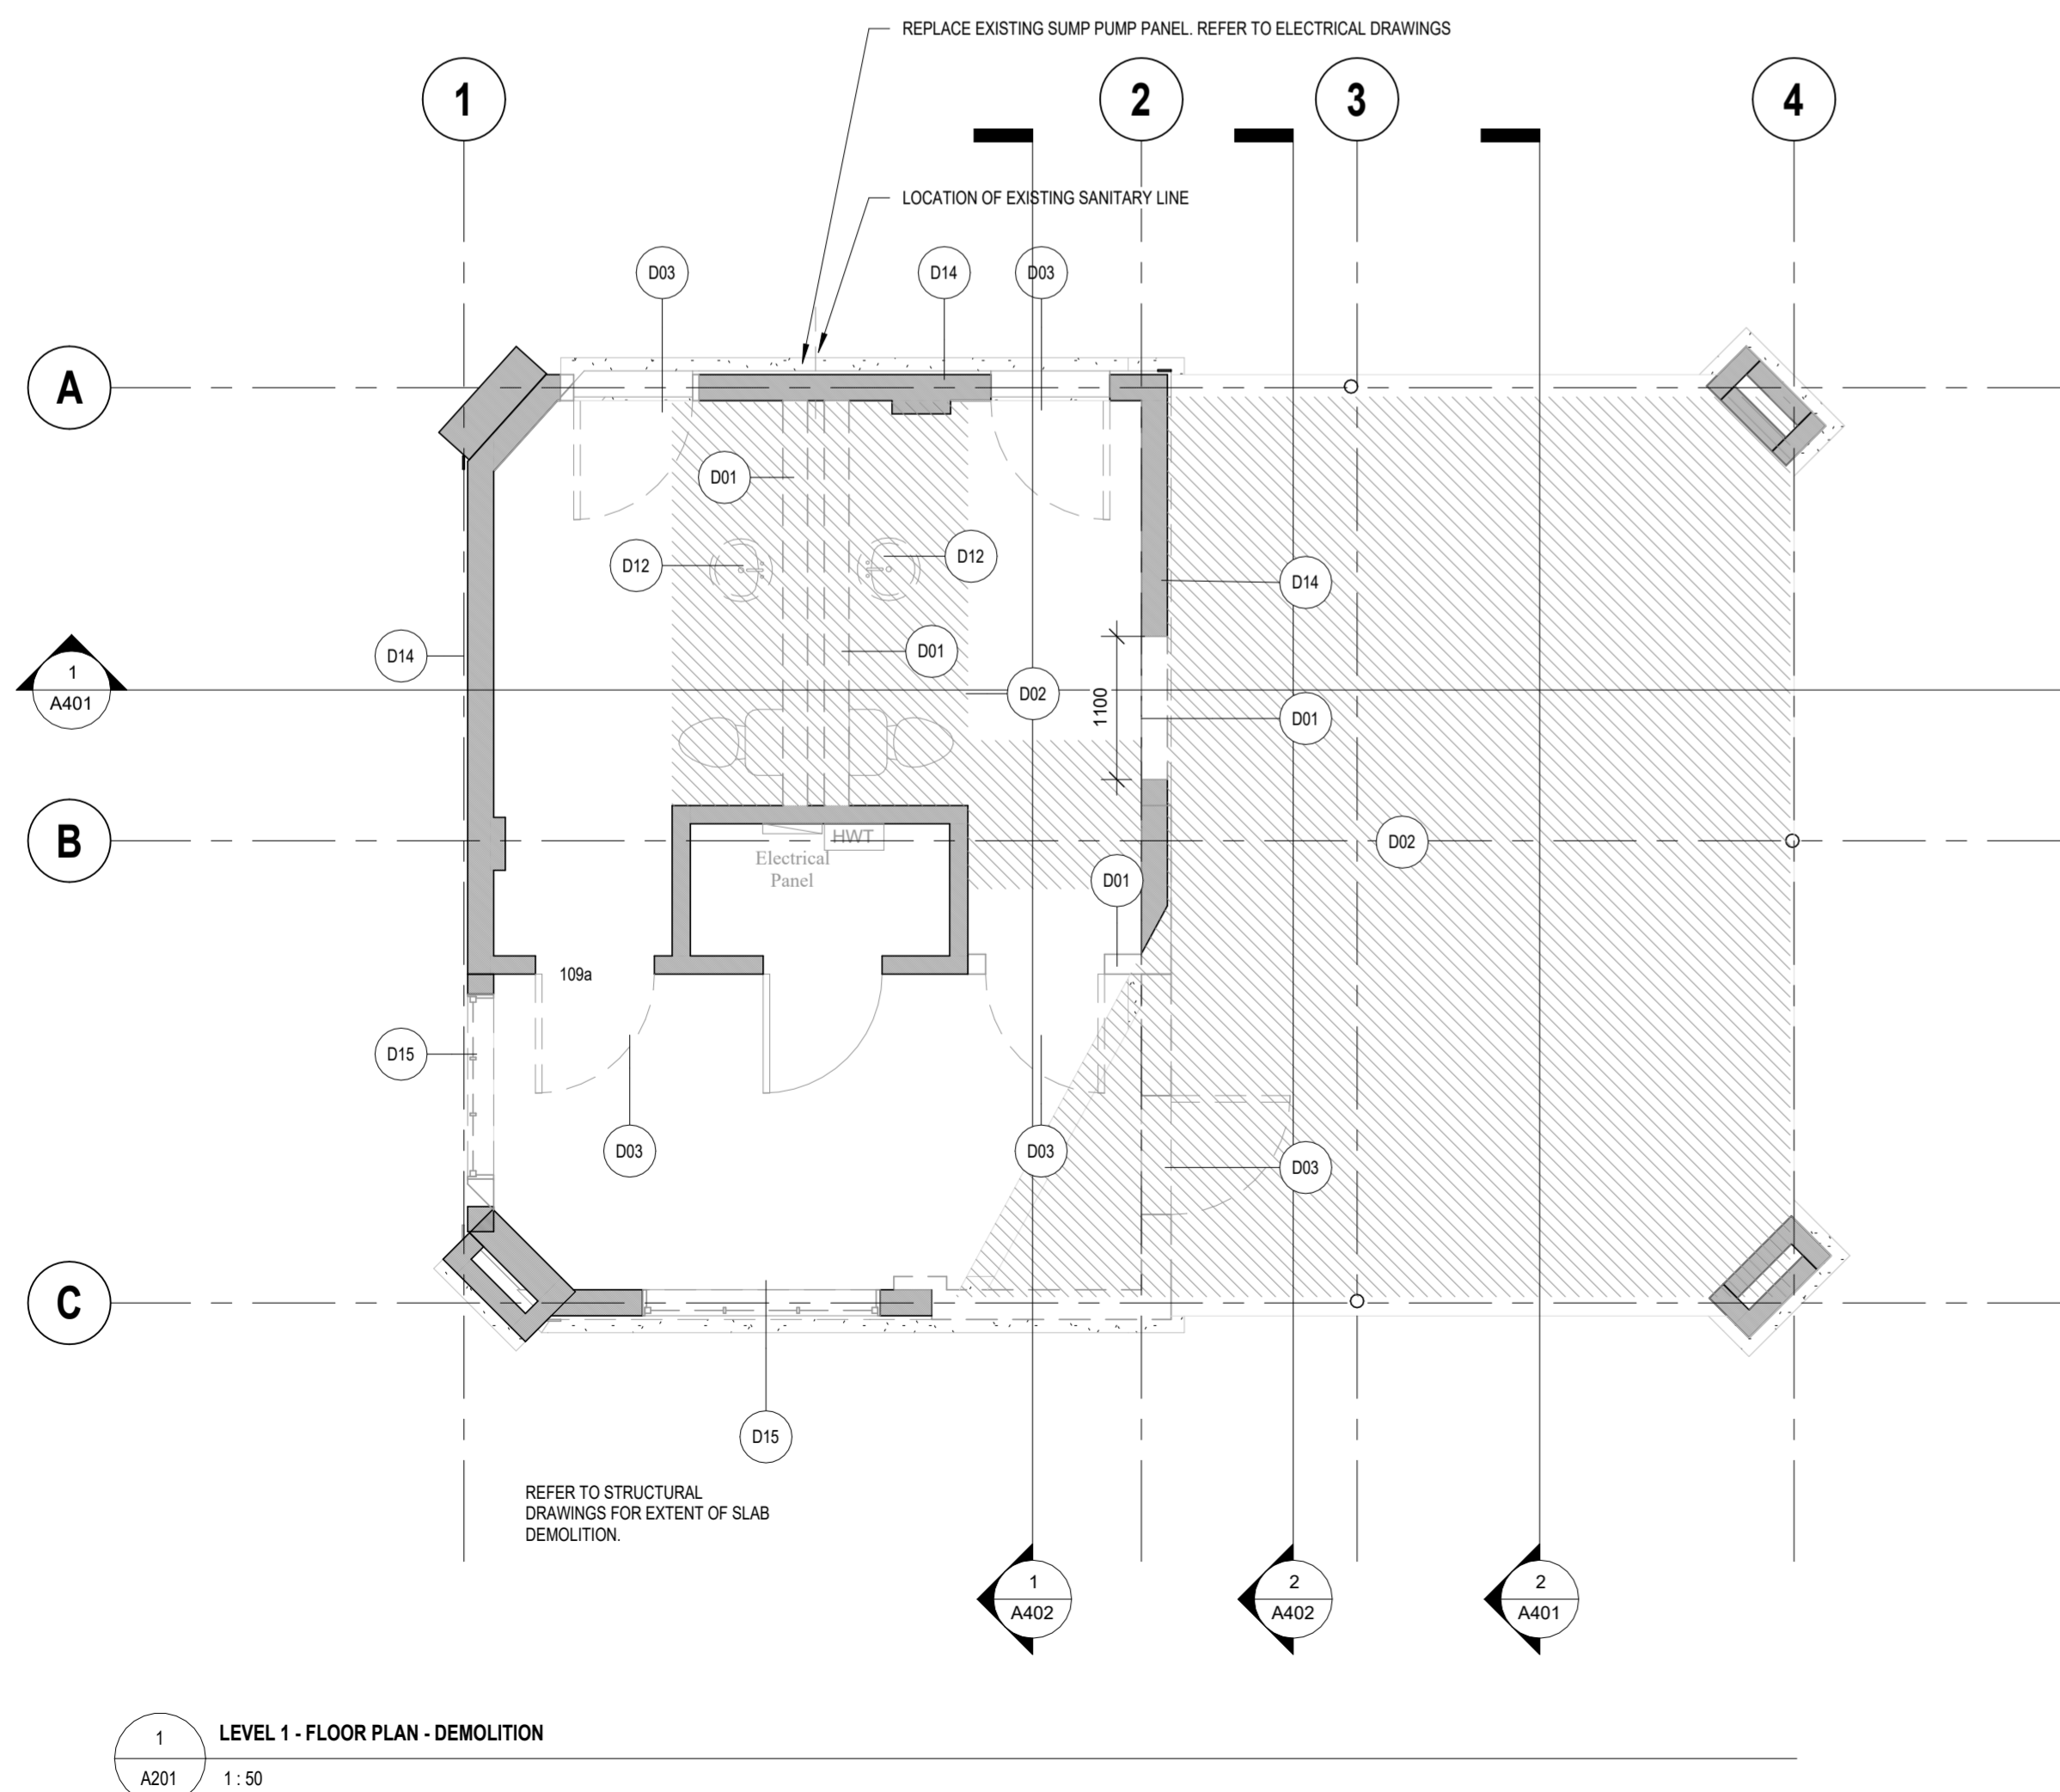 REPLACE EXISTING SUMP PUMP PANEL. REFER TO ELECTRICAL DRAWINGS
1
2
3
4
LOCATION OF EXISTING SANITARY LINE
D03
D14
D03
A
D01
D12
D12
D14
D14
D01
1
A401
D02
1100
D01
B
HWT
D02
Electrical
Panel
D01
109a
D15
D03
D03
D03
C
D15
REFER TO STRUCTURAL
DRAWINGS FOR EXTENT OF SLAB
DEMOLITION.
1
A402
2
A402
2
A401
1
A201
LEVEL 1 - FLOOR PLAN - DEMOLITION
1 : 50